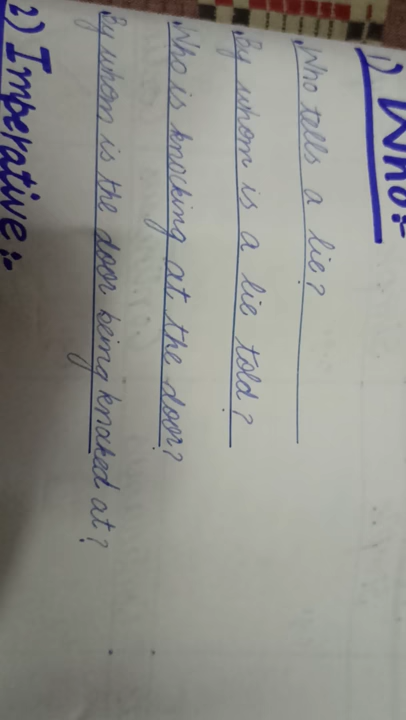 1) Who:-
Who tells a lie?
By whom is a lie told?
Who is knocking at the door?
By whom is the door being knocked at?
2) Imperative:-